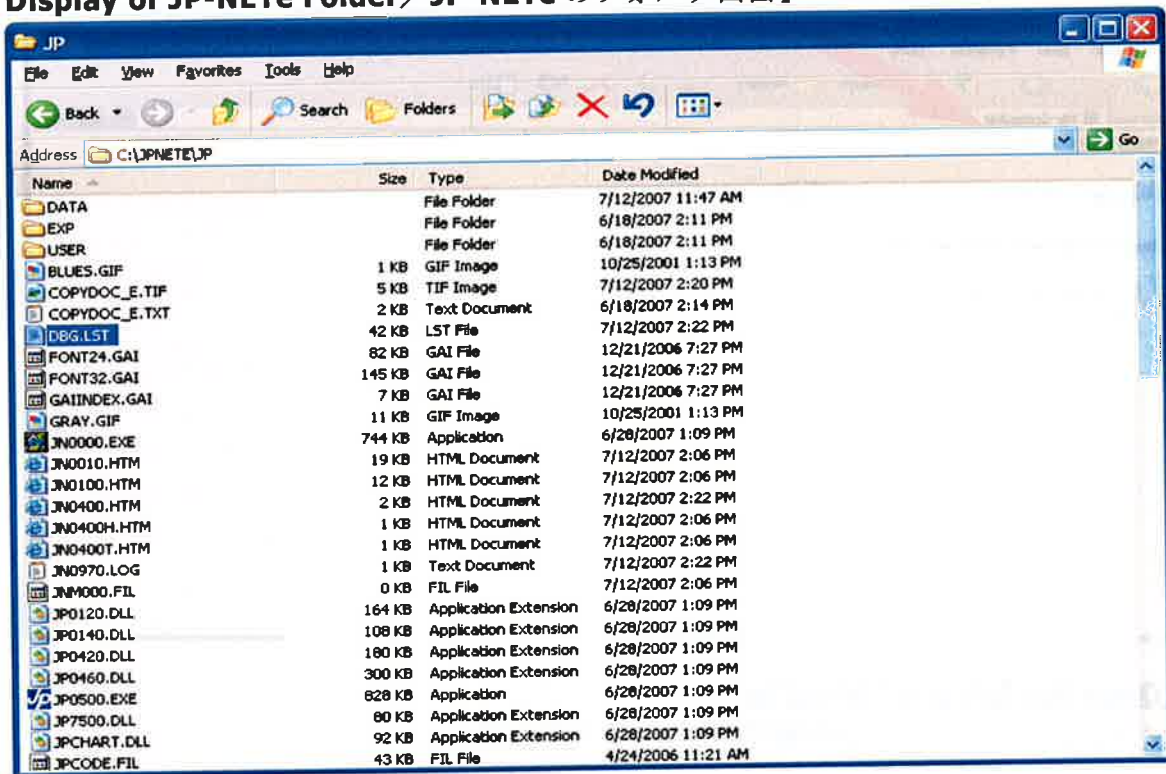 Display of JP-NETe Folder／JP-NETe のフォルダ画面】
JP
File Edit View Favorites Tools Help
Back Search Folders
Address C:\JPNETE\JP Go
Name Size Type Date Modified
DATA File Folder 7/12/2007 11:47 AM
EXP File Folder 6/18/2007 2:11 PM
USER File Folder 6/18/2007 2:11 PM
BLUES.GIF 1 KB GIF Image 10/25/2001 1:13 PM
COPYDOC_E.TIF 5 KB TIF Image 7/12/2007 2:20 PM
COPYDOC_E.TXT 2 KB Text Document 6/18/2007 2:14 PM
DBG.LST 42 KB LST File 7/12/2007 2:22 PM
FONT24.GAI 82 KB GAI File 12/21/2006 7:27 PM
FONT32.GAI 145 KB GAI File 12/21/2006 7:27 PM
GAIINDEX.GAI 7 KB GAI File 12/21/2006 7:27 PM
GRAY.GIF 11 KB GIF Image 10/25/2001 1:13 PM
JN0000.EXE 744 KB Application 6/28/2007 1:09 PM
JN0010.HTM 19 KB HTML Document 7/12/2007 2:06 PM
JN0100.HTM 12 KB HTML Document 7/12/2007 2:06 PM
JN0400.HTM 2 KB HTML Document 7/12/2007 2:22 PM
JN0400H.HTM 1 KB HTML Document 7/12/2007 2:06 PM
JN0400T.HTM 1 KB HTML Document 7/12/2007 2:06 PM
JN0970.LOG 1 KB Text Document 7/12/2007 2:22 PM
JNM000.FIL 0 KB FIL File 7/12/2007 2:06 PM
JP0120.DLL 164 KB Application Extension 6/28/2007 1:09 PM
JP0140.DLL 108 KB Application Extension 6/28/2007 1:09 PM
JP0420.DLL 180 KB Application Extension 6/28/2007 1:09 PM
JP0460.DLL 300 KB Application Extension 6/28/2007 1:09 PM
JP0500.EXE 828 KB Application 6/28/2007 1:09 PM
JP7500.DLL 80 KB Application Extension 6/28/2007 1:09 PM
JPCHART.DLL 92 KB Application Extension 6/28/2007 1:09 PM
JPCODE.FIL 43 KB FIL File 4/24/2006 11:21 AM